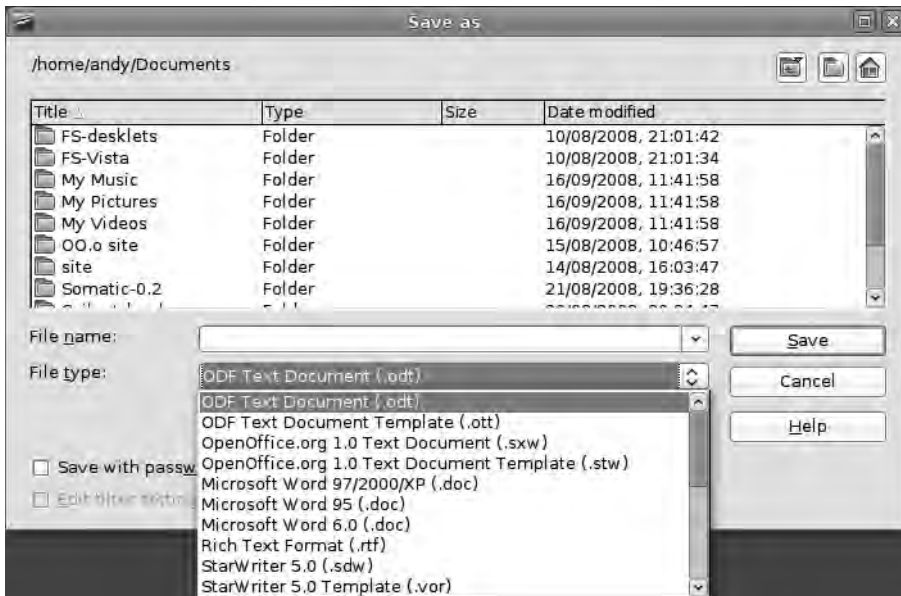 Save as
/home/andy/Documents
Title Type Size Date modified
FS-desklets Folder 10/08/2008, 21:01:42
FS-Vista Folder 10/08/2008, 21:01:34
My Music Folder 16/09/2008, 11:41:58
My Pictures Folder 16/09/2008, 11:41:58
My Videos Folder 16/09/2008, 11:41:58
OO.o site Folder 15/08/2008, 10:46:57
site Folder 14/08/2008, 16:03:47
Somatic-0.2 Folder 21/08/2008, 19:36:28
File name: Save
File type: ODF Text Document (.odt) Cancel
ODF Text Document (.odt)
ODF Text Document Template (.ott) Help
OpenOffice.org 1.0 Text Document (.sxw)
Save with passw OpenOffice.org 1.0 Text Document Template (.stw)
Microsoft Word 97/2000/XP (.doc)
Edit filter Microsoft Word 95 (.doc)
Microsoft Word 6.0 (.doc)
Rich Text Format (.rtf)
StarWriter 5.0 (.sdw)
StarWriter 5.0 Template (.vor)